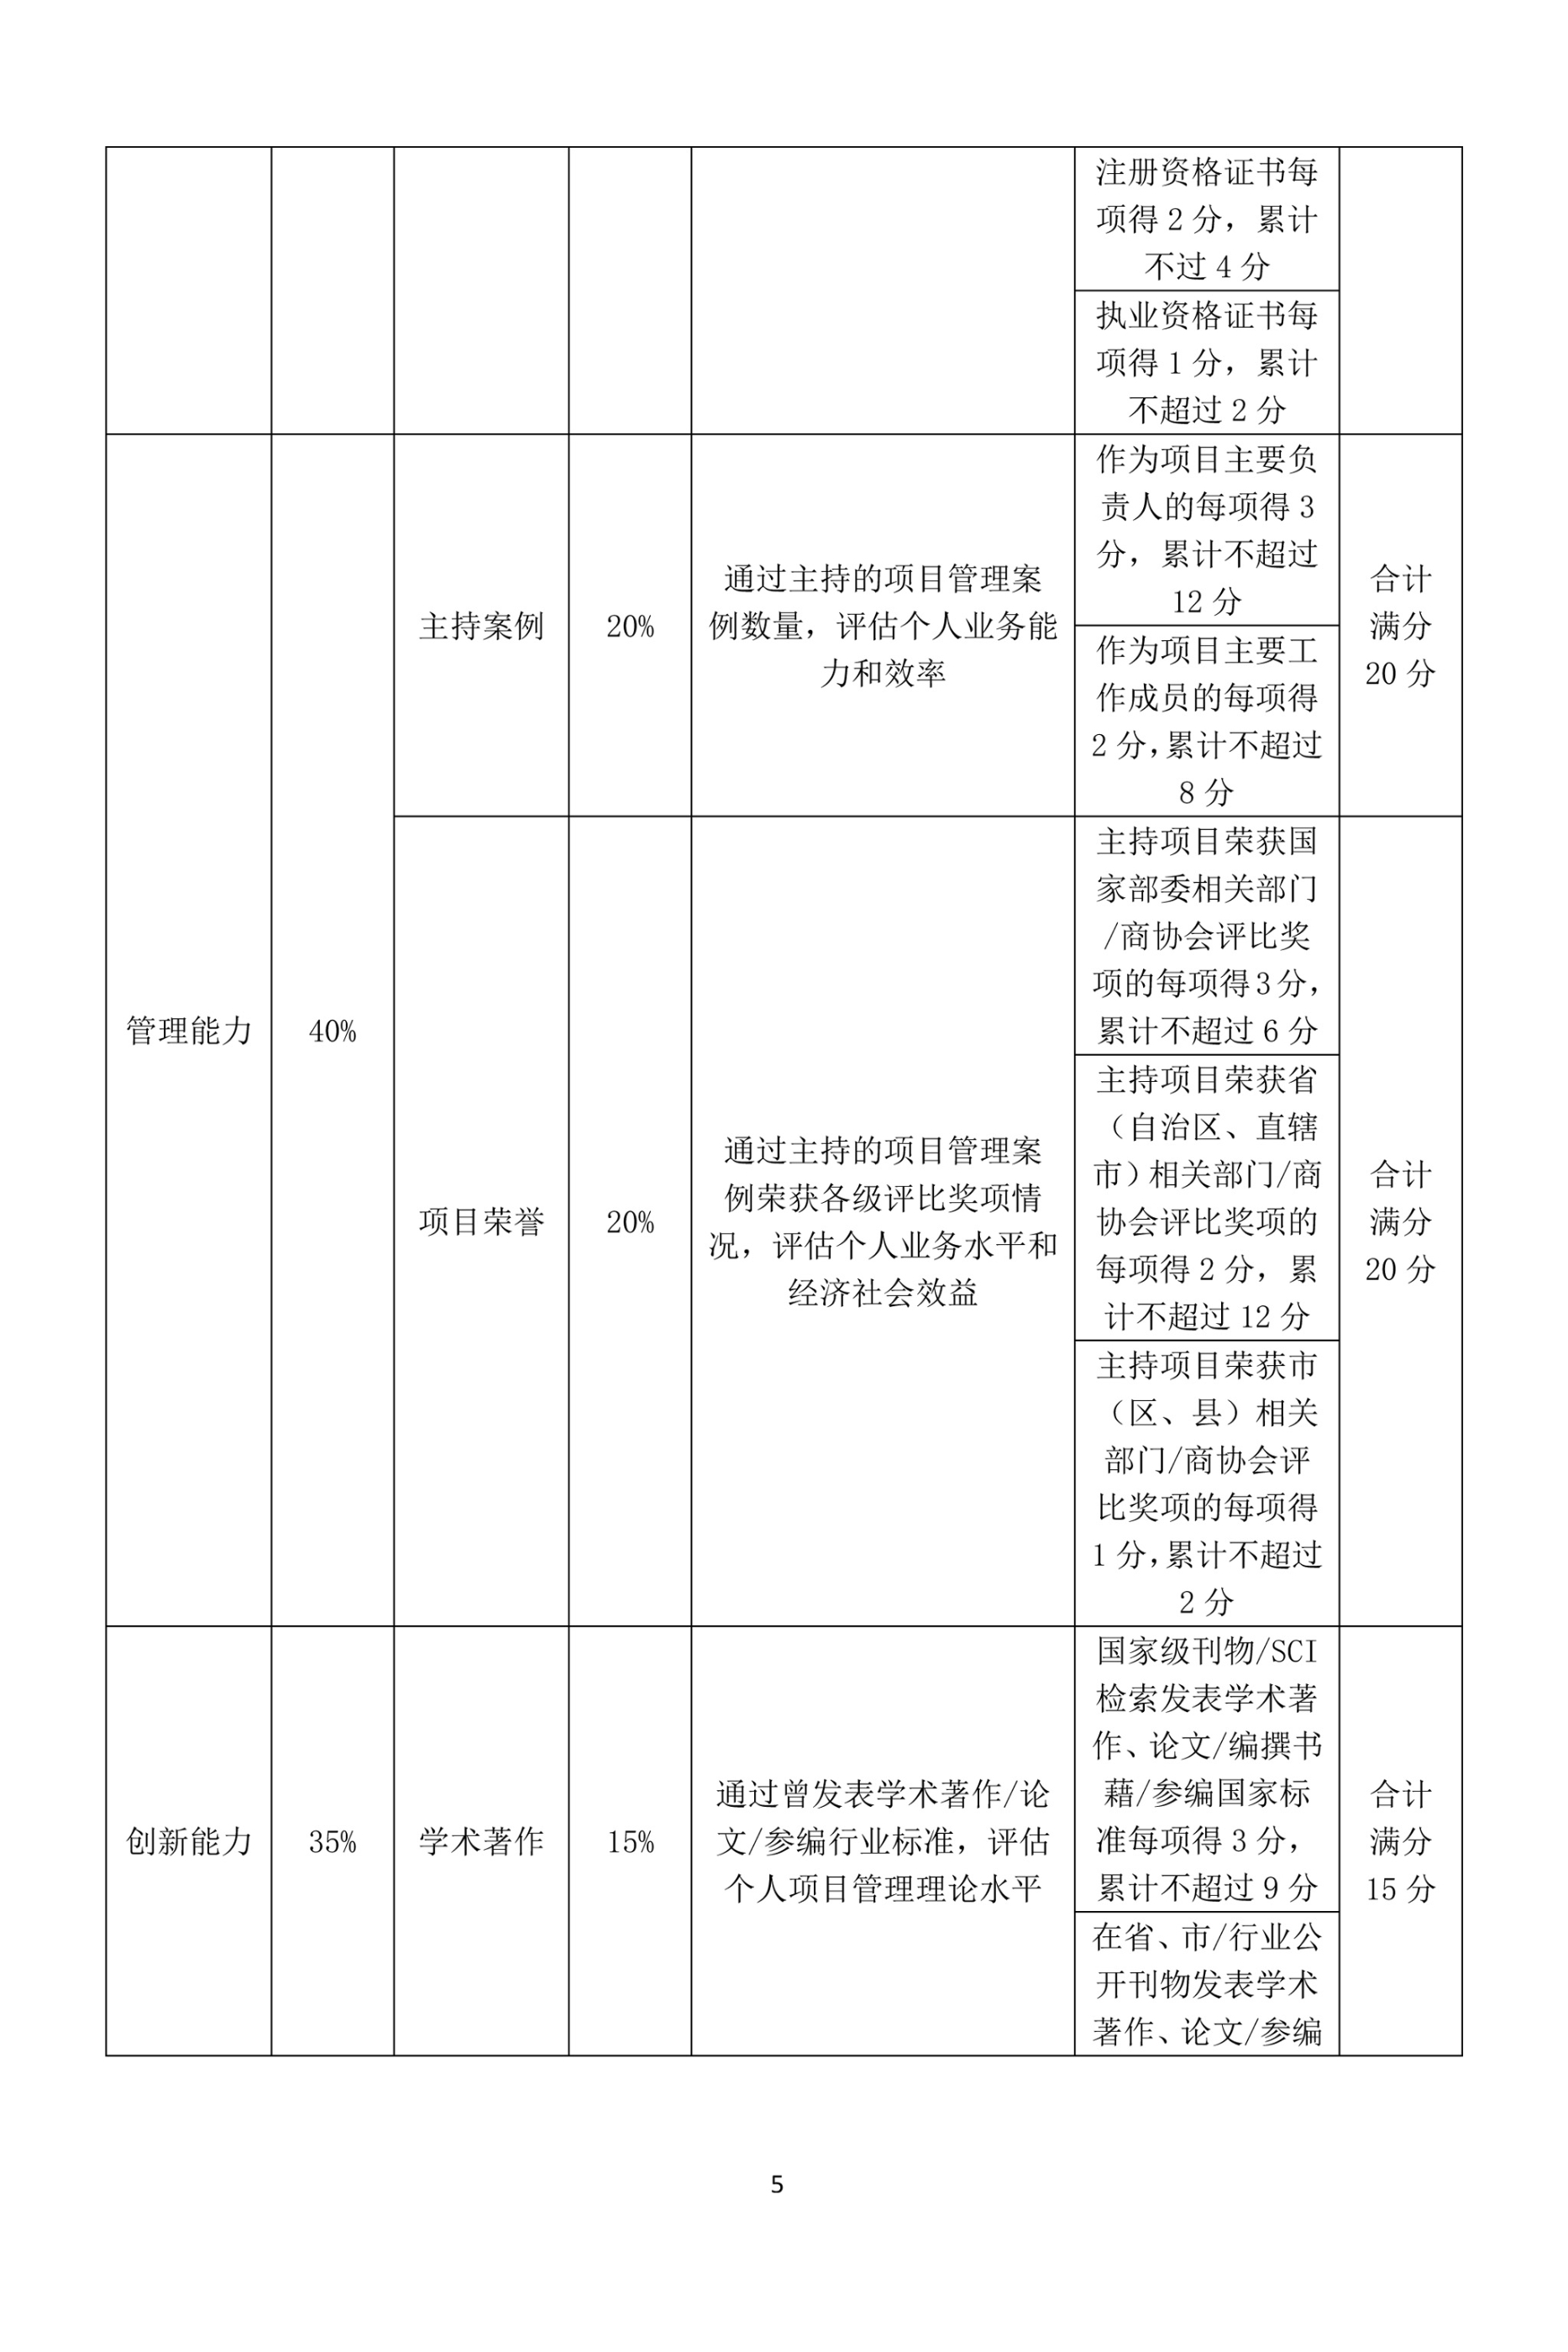 注册资格证书每
项得 2 分，累计
不过 4 分
执业资格证书每
项得 1 分，累计
不超过 2 分
管理能力
40%
主持案例
20%
通过主持的项目管理案
例数量，评估个人业务能
力和效率
作为项目主要负
责人的每项得 3
分，累计不超过
12 分
作为项目主要工
作成员的每项得
2 分，累计不超过
8 分
合计
满分
20 分
项目荣誉
20%
通过主持的项目管理案
例荣获各级评比奖项情
况，评估个人业务水平和
经济社会效益
主持项目荣获国
家部委相关部门
/商协会评比奖
项的每项得 3 分，
累计不超过 6 分
主持项目荣获省
（自治区、直辖
市）相关部门/商
协会评比奖项的
每项得 2 分，累
计不超过 12 分
主持项目荣获市
（区、县）相关
部门/商协会评
比奖项的每项得
1 分，累计不超过
2 分
合计
满分
20 分
创新能力
35%
学术著作
15%
通过曾发表学术著作/论
文/参编行业标准，评估
个人项目管理理论水平
国家级刊物/SCI
检索发表学术著
作、论文/编撰书
藉/参编国家标
准每项得 3 分，
累计不超过 9 分
在省、市/行业公
开刊物发表学术
著作、论文/参编
合计
满分
15 分
5